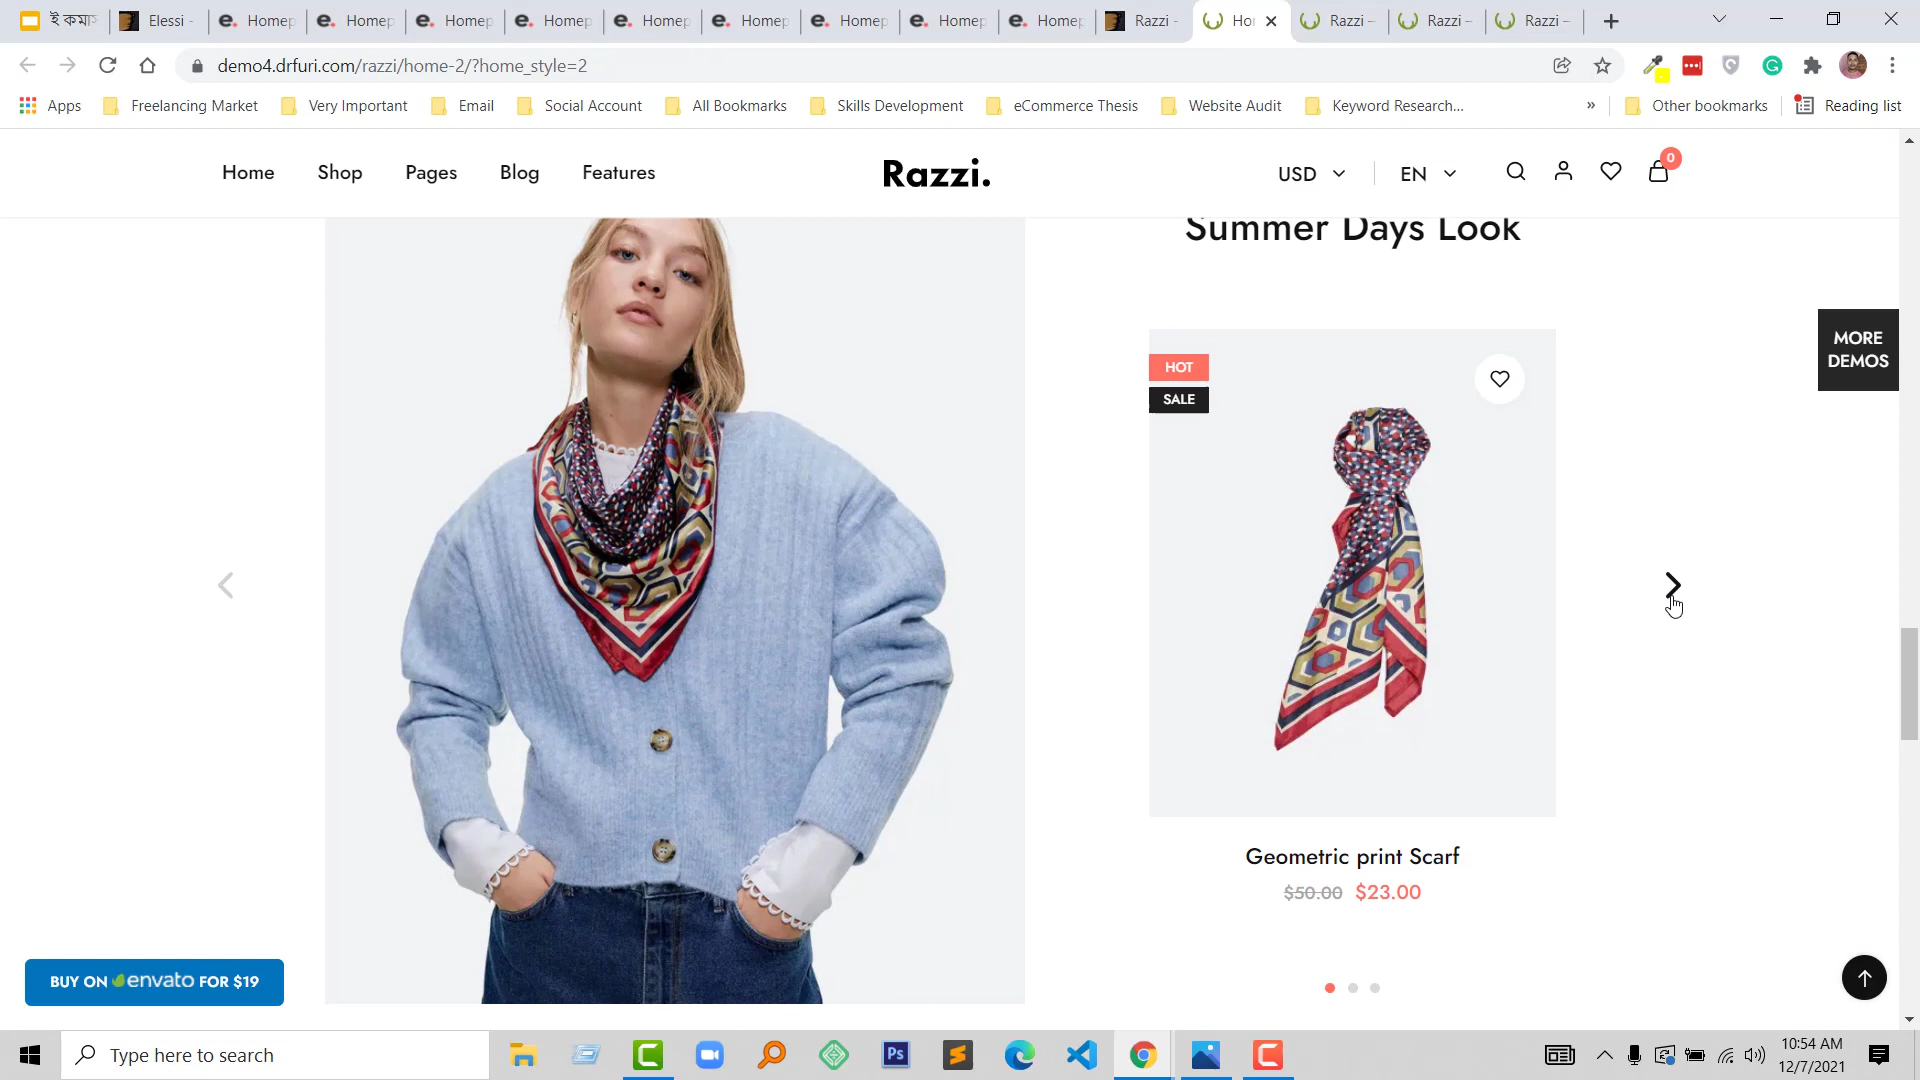 ই কমাস
Elessi -
Homep
Homep
Homep
Homep
Homep
Homep
Homep
Homep
Homep
Razzi -
Hor
Razzi –
Razzi –
Razzi –
demo4.drfuri.com/razzi/home-2/?home_style=2
Apps
Freelancing Market
Very Important
Email
Social Account
All Bookmarks
Skills Development
eCommerce Thesis
Website Audit
Keyword Research...
»
Other bookmarks
Reading list
Home
Shop
Pages
Blog
Features
Razzi.
USD
EN
0
Summer Days Look
MORE
DEMOS
HOT
SALE
Geometric print Scarf
$50.00 $23.00
BUY ON envato FOR $19
Type here to search
Ps
10:54 AM
12/7/2021